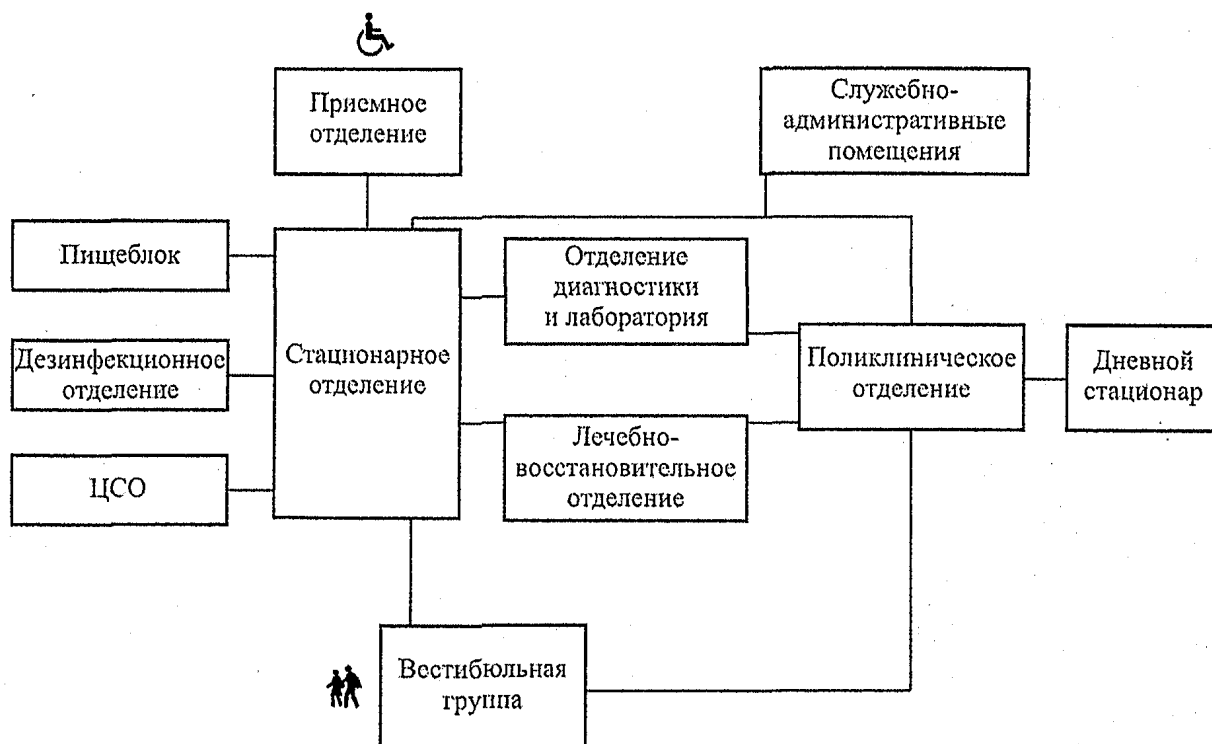 Приемное
отделение
Служебно-
административные
помещения
Пищеблок
Дезинфекционное
отделение
ЦСО
Стационарное
отделение
Отделение
диагностики
и лаборатория
Лечебно-
восстановительное
отделение
Поликлиническое
отделение
Дневной
стационар
Вестибюльная
группа